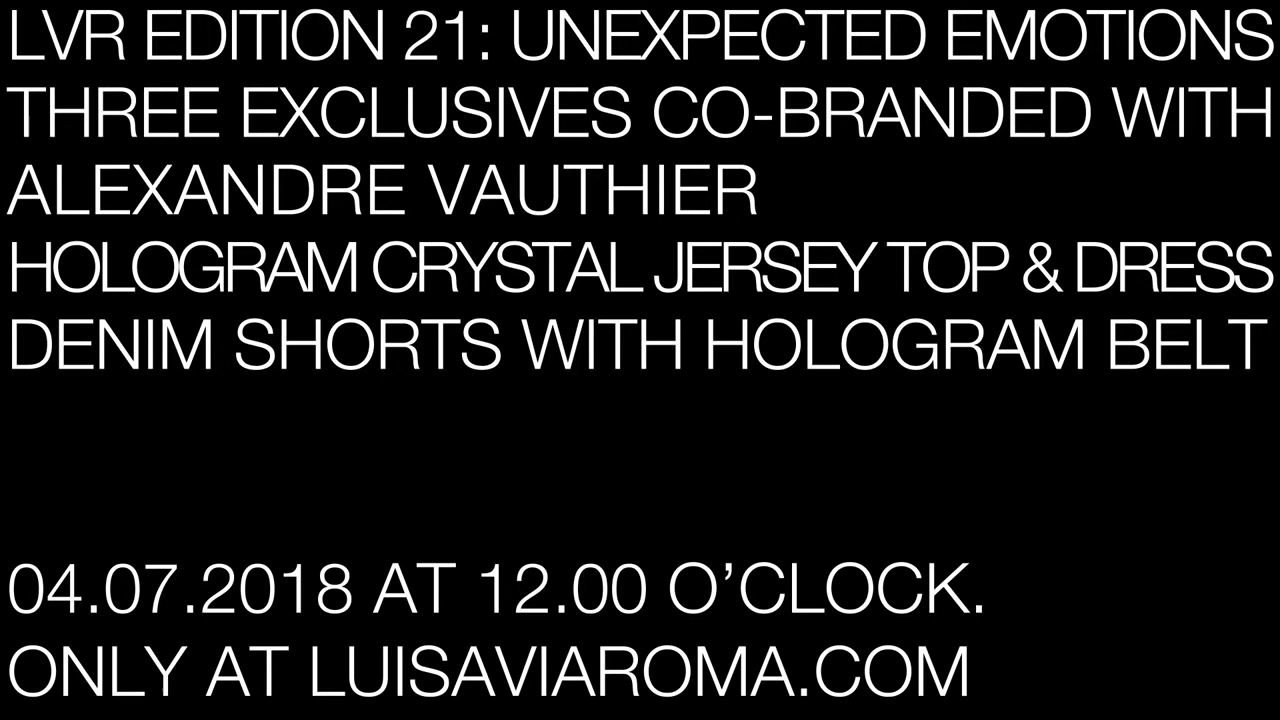 LVR EDITION 21: UNEXPECTED EMOTIONS
THREE EXCLUSIVES CO-BRANDED WITH
ALEXANDRE VAUTHIER
HOLOGRAM CRYSTAL JERSEY TOP & DRESS
DENIM SHORTS WITH HOLOGRAM BELT
04.07.2018 AT 12.00 O’CLOCK.
ONLY AT LUISAVIAROMA.COM